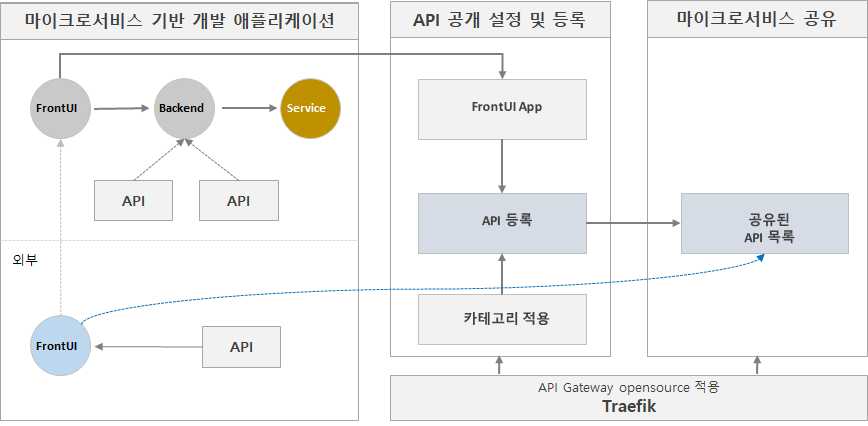 마이크로서비스 기반 개발 애플리케이션
API 공개 설정 및 등록
마이크로서비스 공유
FrontUI
Backend
Service
API
API
외부
FrontUI
API
FrontUI App
API 등록
카테고리 적용
공유된
API 목록
API Gateway opensource 적용
Traefik